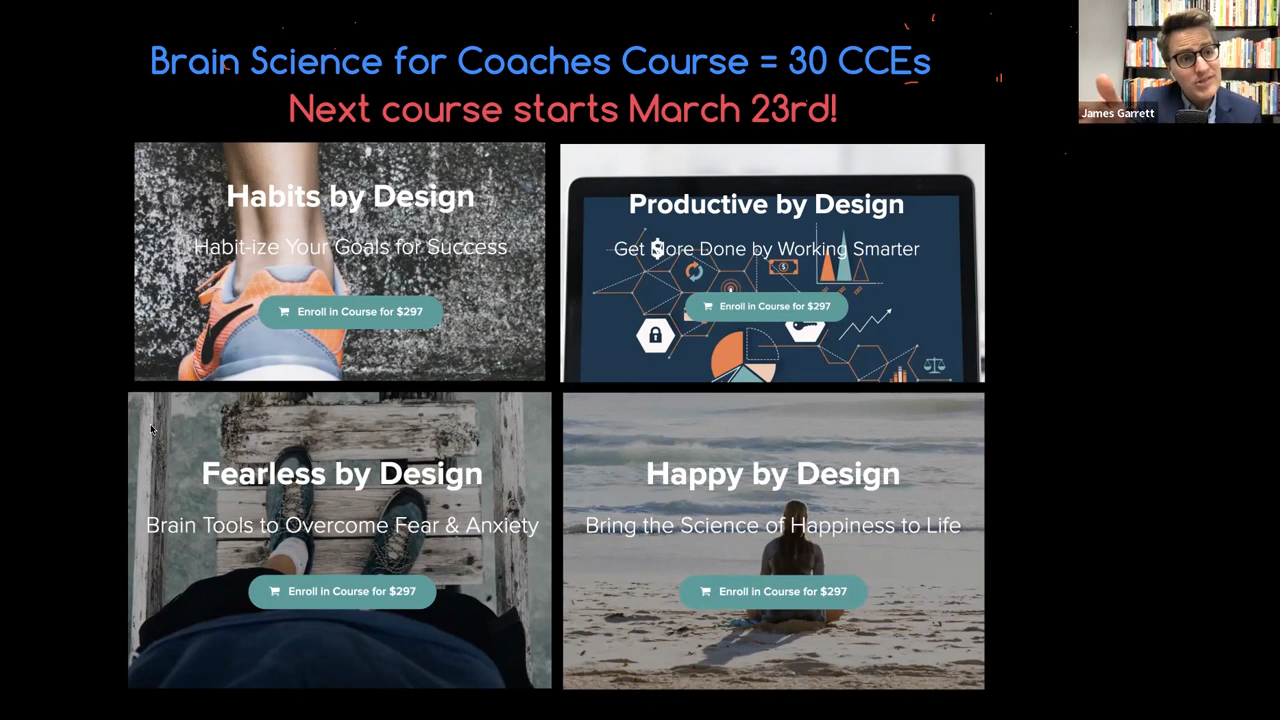 Brain Science for Coaches Course = 30 CCEs
Next course starts March 23rd!
James Garrett
Habits by Design
Habit-ize Your Goals for Success
Enroll in Course for $297
Productive by Design
Get More Done by Working Smarter
Enroll in Course for $297
Fearless by Design
Brain Tools to Overcome Fear & Anxiety
Enroll in Course for $297
Happy by Design
Bring the Science of Happiness to Life
Enroll in Course for $297